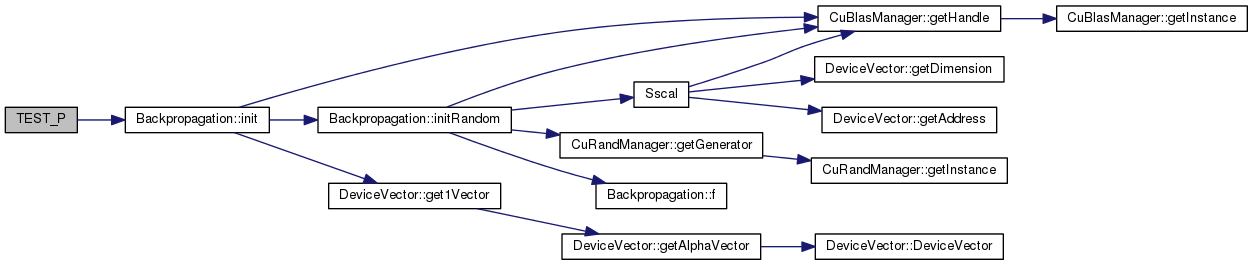 TEST_P
Backpropagation::init
Backpropagation::initRandom
DeviceVector::get1Vector
Sscal
CuRandManager::getGenerator
Backpropagation::f
DeviceVector::getAlphaVector
CuBlasManager::getHandle
DeviceVector::getDimension
DeviceVector::getAddress
CuRandManager::getInstance
DeviceVector::DeviceVector
CuBlasManager::getInstance